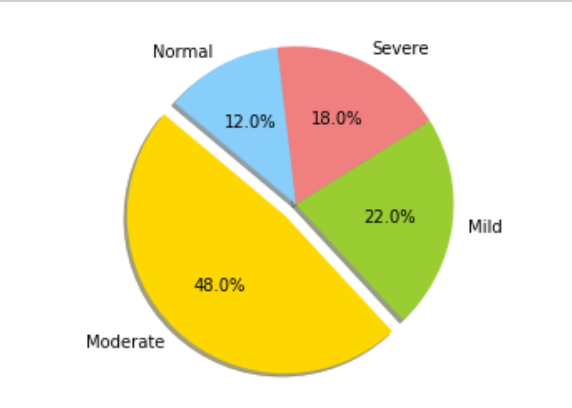 Normal
Severe
12.0%
18.0%
22.0%
Mild
48.0%
Moderate